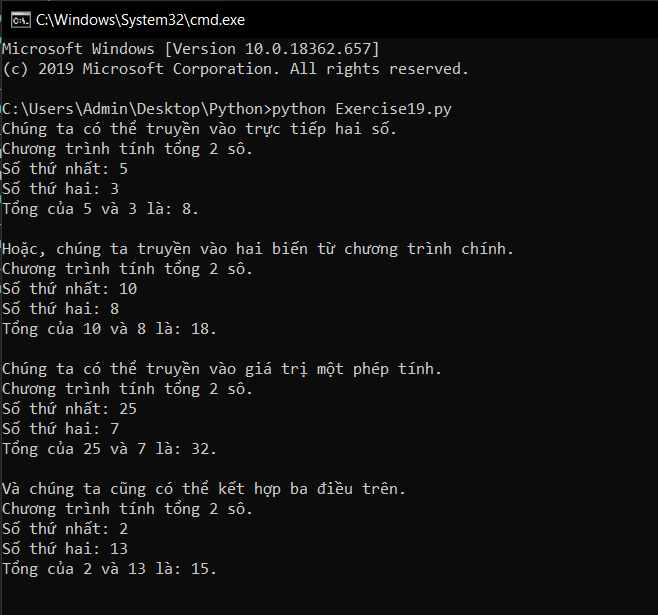 C:\Windows\System32\cmd.exe
Microsoft Windows [Version 10.0.18362.657]
(c) 2019 Microsoft Corporation. All rights reserved.
C:\Users\Admin\Desktop\Python>python Exercise19.py
Chúng ta có thể truyền vào trực tiếp hai số.
Chương trình tính tổng 2 sô.
Số thứ nhất: 5
Số thứ hai: 3
Tổng của 5 và 3 là: 8.
Hoặc, chúng ta truyền vào hai biến từ chương trình chính.
Chương trình tính tổng 2 sô.
Số thứ nhất: 10
Số thứ hai: 8
Tổng của 10 và 8 là: 18.
Chúng ta có thể truyền vào giá trị một phép tính.
Chương trình tính tổng 2 sô.
Số thứ nhất: 25
Số thứ hai: 7
Tổng của 25 và 7 là: 32.
Và chúng ta cũng có thể kết hợp ba điều trên.
Chương trình tính tổng 2 sô.
Số thứ nhất: 2
Số thứ hai: 13
Tổng của 2 và 13 là: 15.